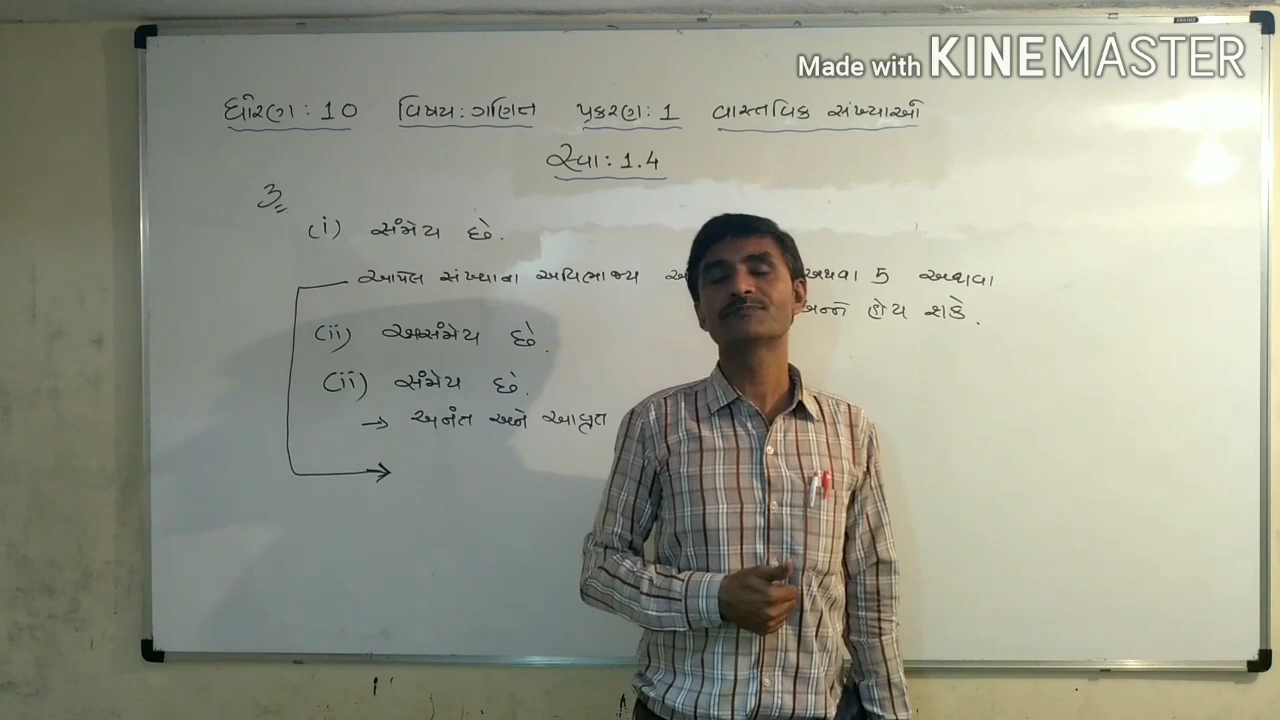 Made with KINEMASTER
ધોરણ : 10 વિષય : ગણિત પ્રકરણ : 1 વાસ્તવિક સંખ્યાઓ
સ્વા : 1.4
3
(i) સંમેય છે.
આપેલ સંખ્યાના અવિભાજ્ય અથવા 5 અથવા
બન્ને હોય શકે.
(ii) અસંમેય છે.
(ii) સંમેય છે.
→ અનંત અને આવૃત